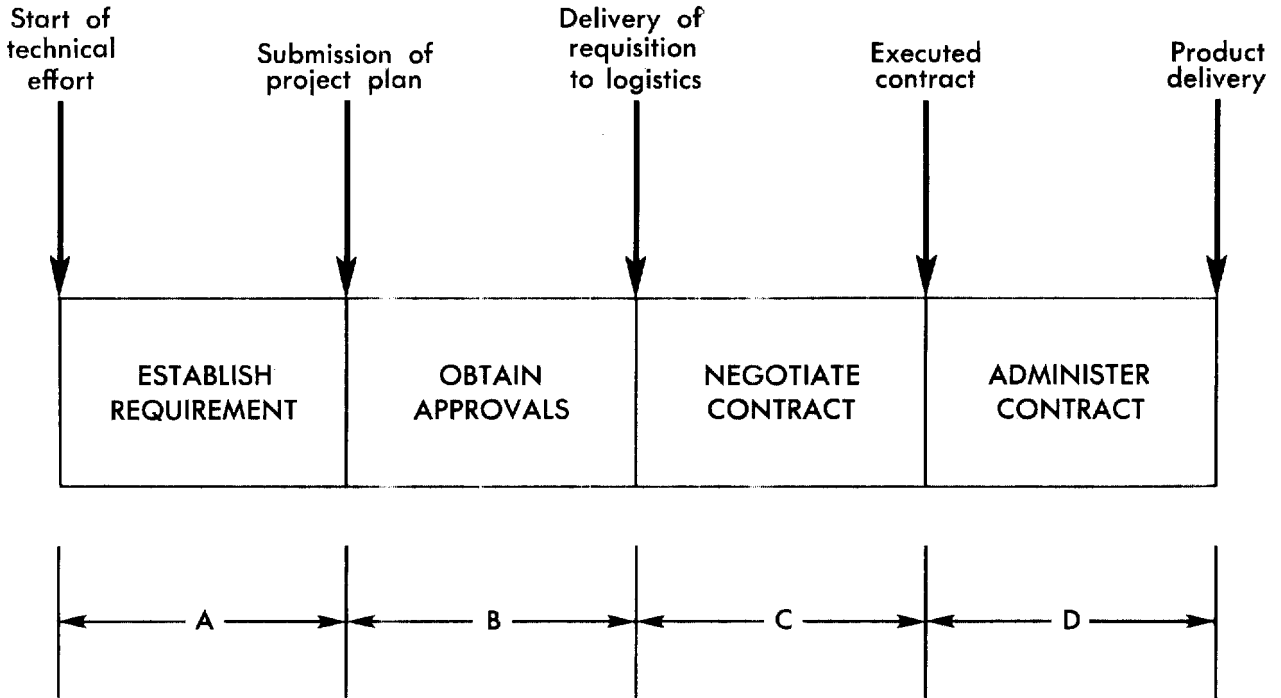 Start of
technical
effort
Submission of
project plan
Delivery of
requisition
to logistics
Executed
contract
Product
delivery
ESTABLISH
REQUIREMENT
OBTAIN
APPROVALS
NEGOTIATE
CONTRACT
ADMINISTER
CONTRACT
A
B
C
D